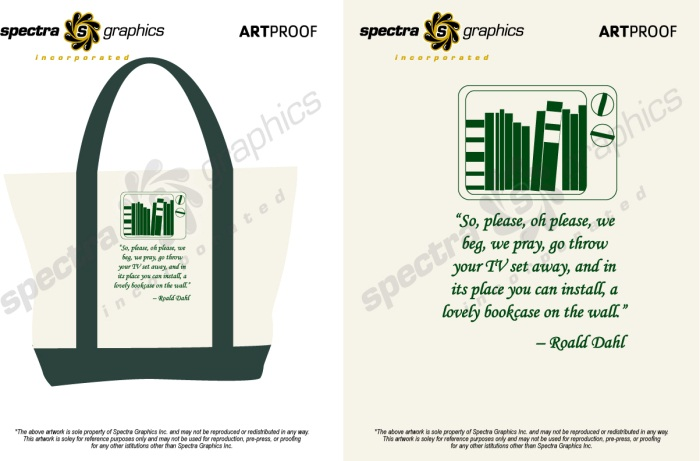 spectra S graphics
incorporated
ARTPROOF
spectra graphics
incorporated
"So, please, oh please, we
beg, we pray, go throw
your TV set away, and in
its place you can install, a
lovely bookcase on the wall."
– Roald Dahl
"The above artwork is sole property of Spectra Graphics Inc. and may not be reproduced or redistributed in any way.
This artwork is soley for reference purposes only and may not be used for reproduction, pre-press, or proofing
for any other istitutions other than Spectra Graphics Inc.
spectra S graphics
incorporated
ARTPROOF
spectra graphics
incorporated
"So, please, oh please, we
beg, we pray, go throw
your TV set away, and in
its place you can install, a
lovely bookcase on the wall."
– Roald Dahl
"The above artwork is sole property of Spectra Graphics Inc. and may not be reproduced or redistributed in any way.
This artwork is soley for reference purposes only and may not be used for reproduction, pre-press, or proofing
for any other istitutions other than Spectra Graphics Inc.